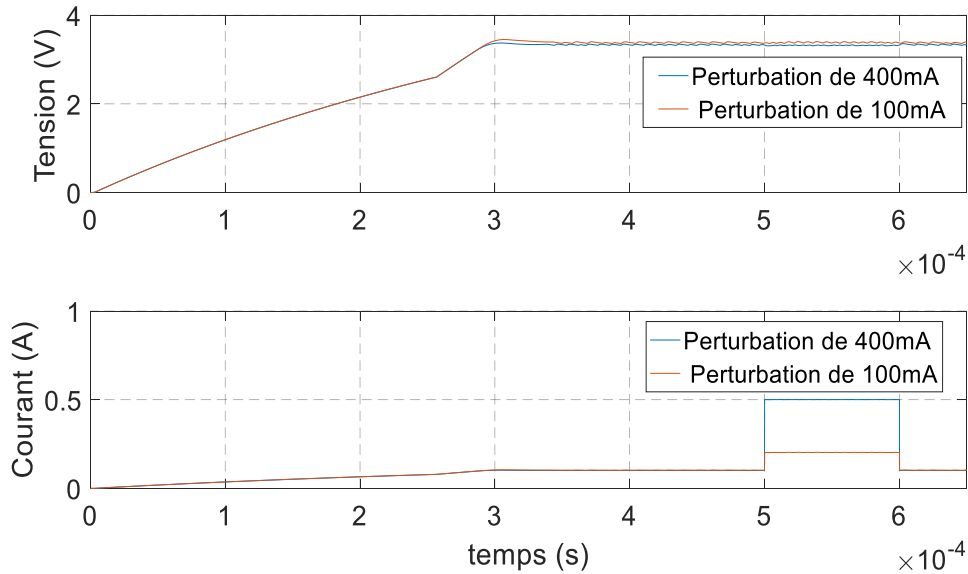 4
Tension (V)
2
0
Perturbation de 400mA
Perturbation de 100mA
0 1 2 3 4 5 6
×10-4
1
Courant (A)
0.5
0
Perturbation de 400mA
Perturbation de 100mA
0 1 2 3 4 5 6
temps (s)
×10-4